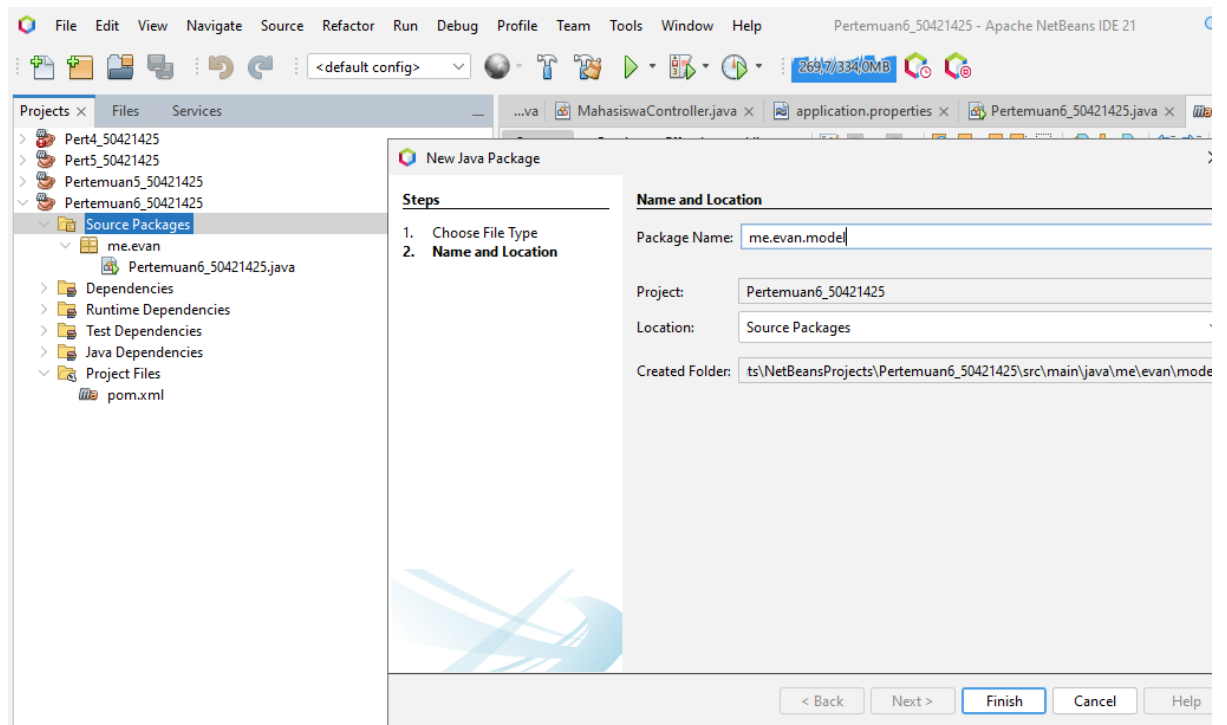 File Edit View Navigate Source Refactor Run Debug Profile Team Tools Window Help Pertemuan6_50421425 - Apache NetBeans IDE 21
<default config> 269,7/334,0MB
Projects Files Services
...va MahasiswaController.java application.properties Pertemuan6_50421425.java
Pert4_50421425
Pert5_50421425
Pertemuan5_50421425
Pertemuan6_50421425
Source Packages
me.evan
Pertemuan6_50421425.java
Dependencies
Runtime Dependencies
Test Dependencies
Java Dependencies
Project Files
pom.xml
New Java Package
Steps
1. Choose File Type
2. Name and Location
Name and Location
Package Name: me.evan.model
Project: Pertemuan6_50421425
Location: Source Packages
Created Folder: ts\NetBeansProjects\Pertemuan6_50421425\src\main\java\me\evan\mode
< Back Next > Finish Cancel Help